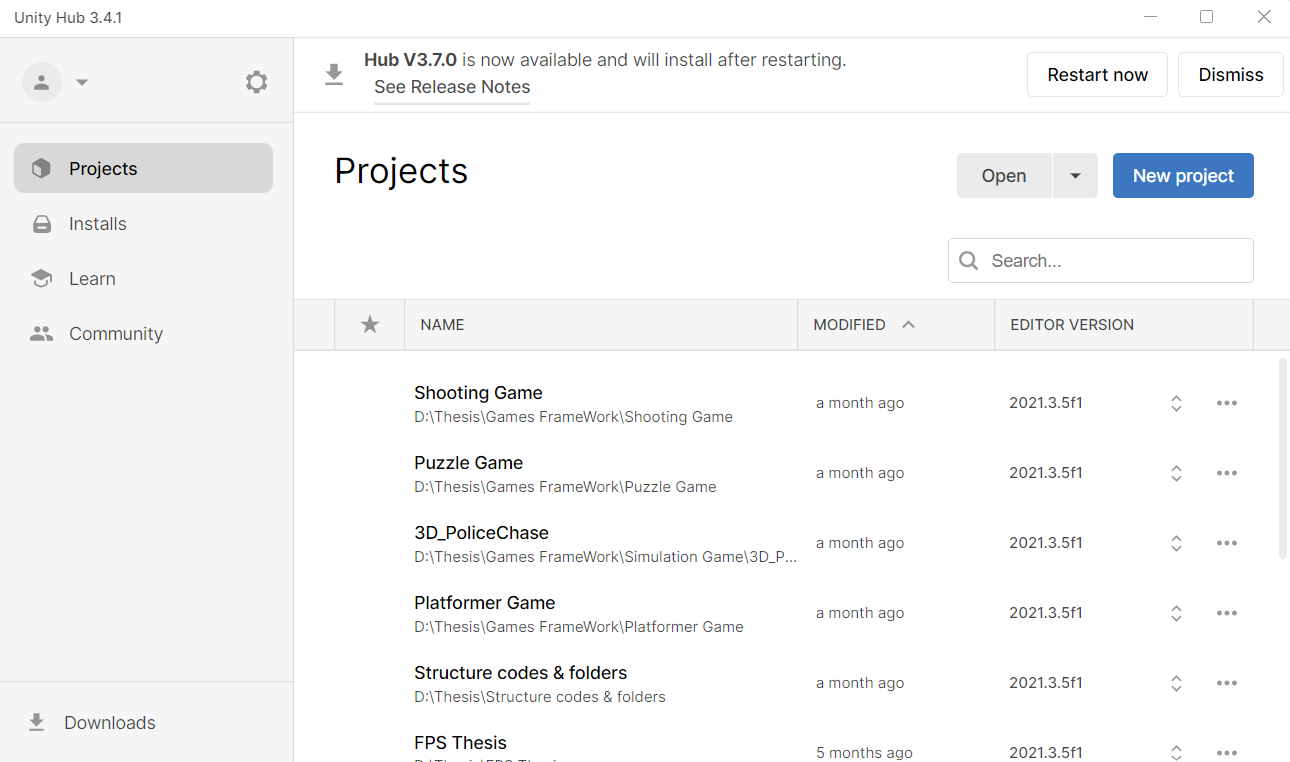 Unity Hub 3.4.1
Hub V3.7.0 is now available and will install after restarting.
See Release Notes
Restart now
Dismiss
Projects
Installs
Learn
Community
Downloads
Projects
Open
New project
Search...
NAME
MODIFIED
EDITOR VERSION
Shooting Game
D:\Thesis\Games FrameWork\Shooting Game
a month ago
2021.3.5f1
Puzzle Game
D:\Thesis\Games FrameWork\Puzzle Game
a month ago
2021.3.5f1
3D_PoliceChase
D:\Thesis\Games FrameWork\Simulation Game\3D_P...
a month ago
2021.3.5f1
Platformer Game
D:\Thesis\Games FrameWork\Platformer Game
a month ago
2021.3.5f1
Structure codes & folders
D:\Thesis\Structure codes & folders
a month ago
2021.3.5f1
FPS Thesis
D:\Thesis\FPS Thesis
5 months ago
2021.3.5f1